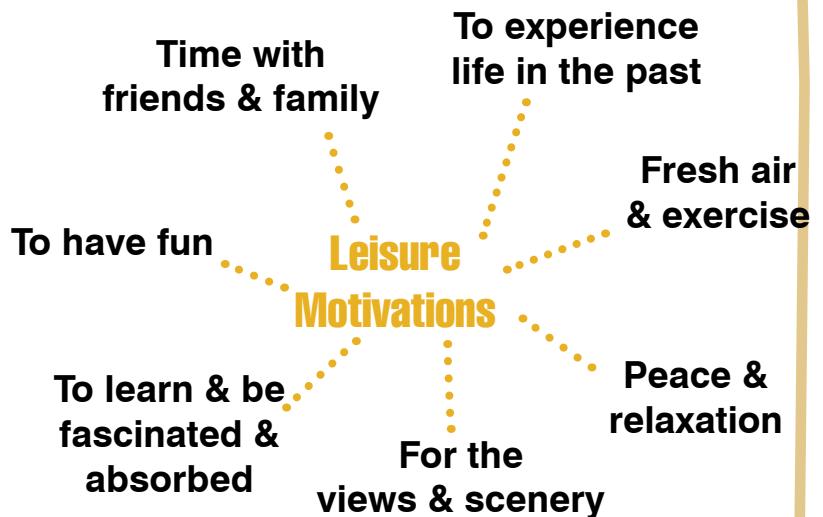 To experience
life in the past
Time with
friends & family
Fresh air
& exercise
To have fun
Leisure
Motivations
Peace &
relaxation
To learn & be
fascinated &
absorbed
For the
views & scenery